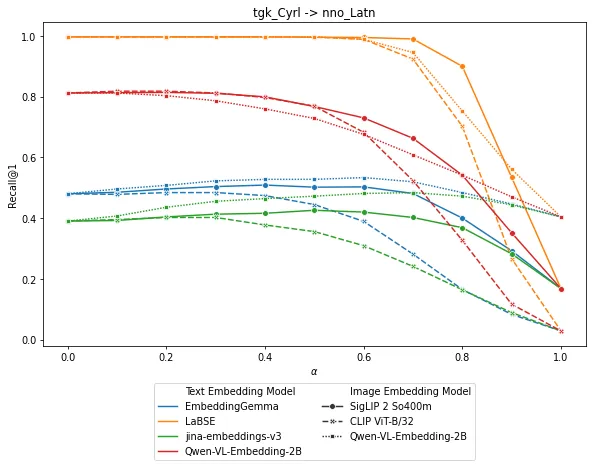 tgk_Cyrl -> nno_Latn
Recall@1
1.0
0.8
0.6
0.4
0.2
0.0
0.0 0.2 0.4 0.6 0.8 1.0
α
Text Embedding Model
EmbeddingGemma
LaBSE
jina-embeddings-v3
Qwen-VL-Embedding-2B
Image Embedding Model
SigLIP 2 So400m
CLIP ViT-B/32
Qwen-VL-Embedding-2B